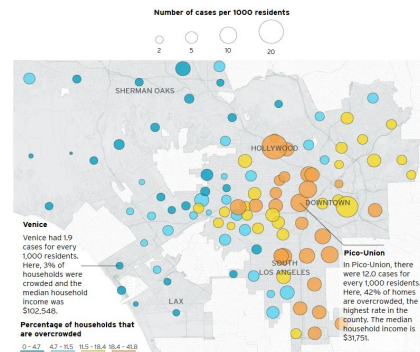 Number of cases per 1000 residents
2 5 10 20
SHERMAN OAKS
HOLLYWOOD
DOWNTOWN
Venice
Venice had 1.9
cases for every
1,000 residents.
Here, 3% of
households were
crowded and the
median household
income was
$102,548.
SOUTH
LOS ANGELES
LAX
Pico-Union
In Pico-Union, there
were 12.0 cases for
every 1,000 residents.
Here, 42% of homes
are overcrowded, the
highest rate in the
county. The median
household income is
$31,751.
Percentage of households that
are overcrowded
0 - 4.7 4.7 - 11.5 11.5 - 18.4 18.4 - 41.8